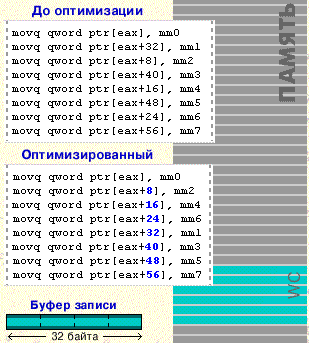 До оптимизации
movq qword ptr[eax], mm0
movq qword ptr[eax+32], mm1
movq qword ptr[eax+8], mm2
movq qword ptr[eax+40], mm3
movq qword ptr[eax+16], mm4
movq qword ptr[eax+48], mm5
movq qword ptr[eax+24], mm6
movq qword ptr[eax+56], mm7
ПАМЯТЬ
Оптимизированный
movq qword ptr[eax], mm0
movq qword ptr[eax+8], mm2
movq qword ptr[eax+16], mm4
movq qword ptr[eax+24], mm6
movq qword ptr[eax+32], mm1
movq qword ptr[eax+40], mm3
movq qword ptr[eax+48], mm5
movq qword ptr[eax+56], mm7
WC
Буфер записи
32 байта